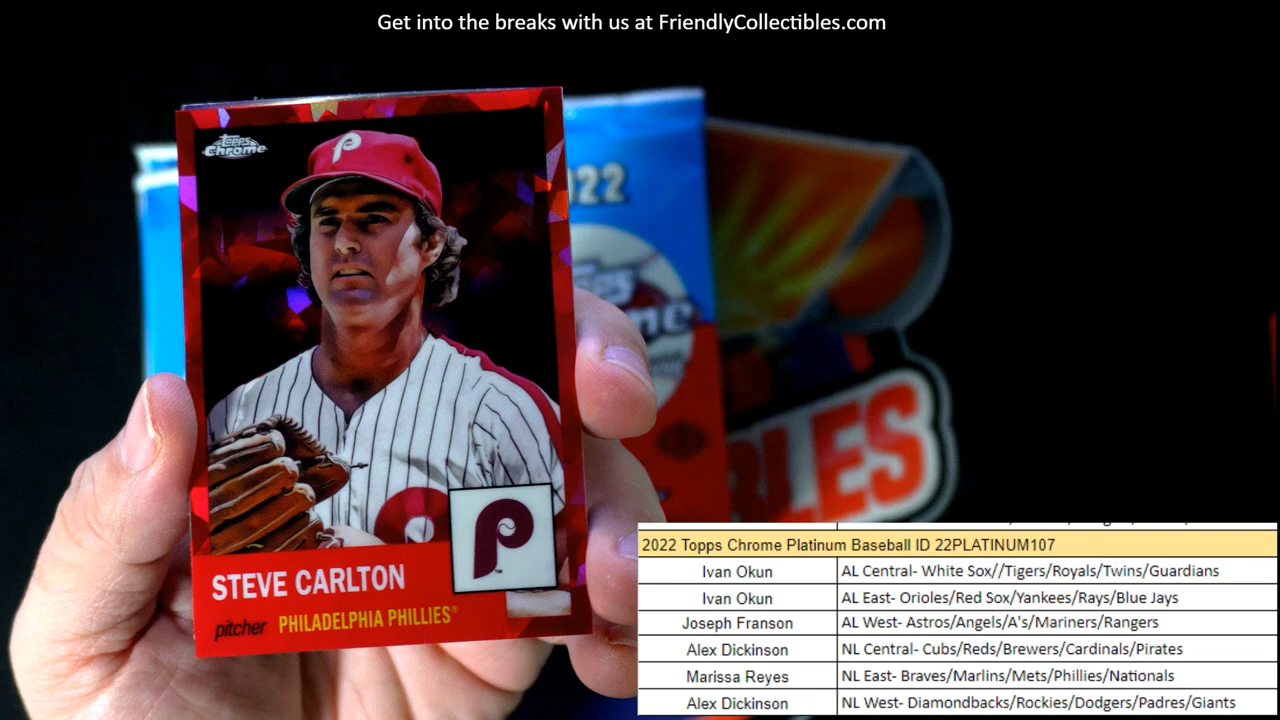 Get into the breaks with us at FriendlyCollectibles.com
Topps
Chrome
P
22
P
STEVE CARLTON
pitcher PHILADELPHIA PHILLIES®
LES
2022 Topps Chrome Platinum Baseball ID 22PLATINUM107
Ivan Okun AL Central- White Sox//Tigers/Royals/Twins/Guardians
Ivan Okun AL East- Orioles/Red Sox/Yankees/Rays/Blue Jays
Joseph Franson AL West- Astros/Angels/A's/Mariners/Rangers
Alex Dickinson NL Central- Cubs/Reds/Brewers/Cardinals/Pirates
Marissa Reyes NL East- Braves/Marlins/Mets/Phillies/Nationals
Alex Dickinson NL West- Diamondbacks/Rockies/Dodgers/Padres/Giants